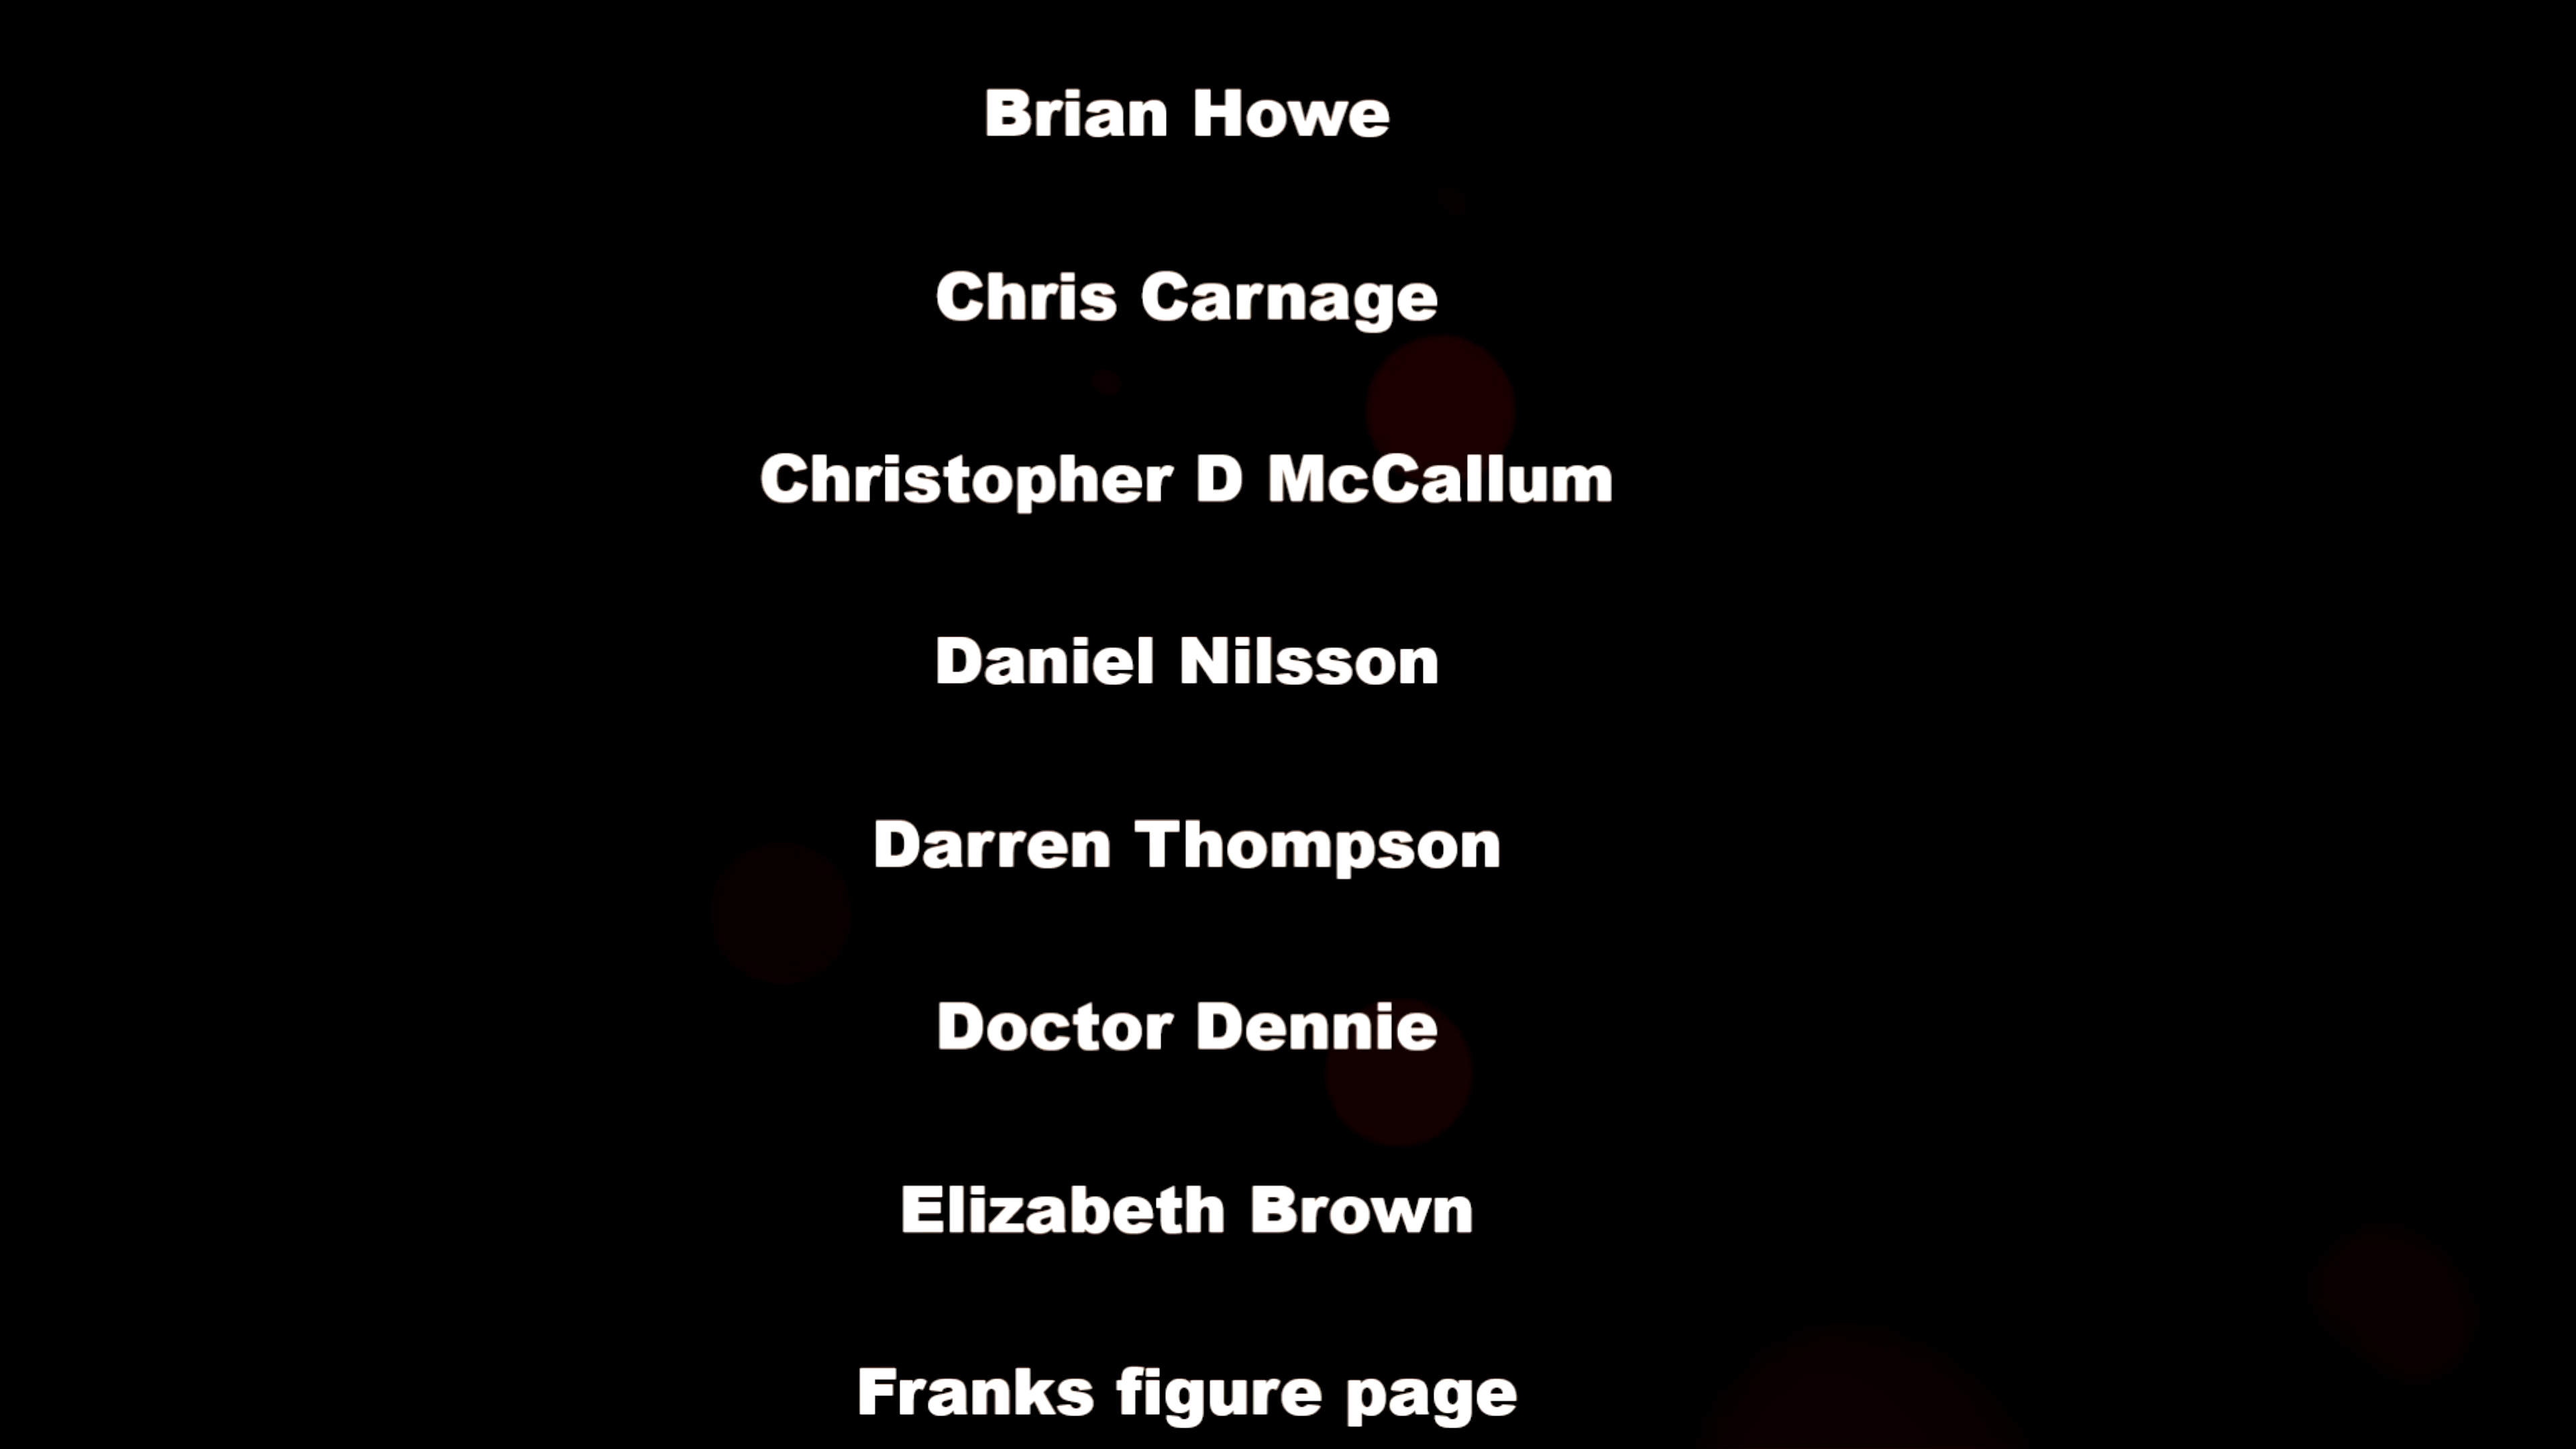 Brian Howe
Chris Carnage
Christopher D McCallum
Daniel Nilsson
Darren Thompson
Doctor Dennie
Elizabeth Brown
Franks figure page